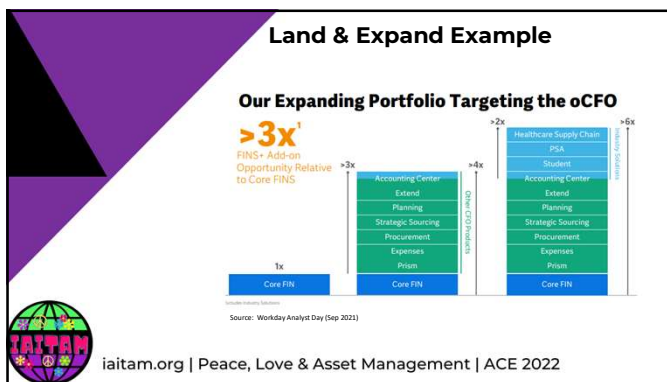 Land & Expand Example
Our Expanding Portfolio Targeting the oCFO
>3x¹
FINS+ Add-on
Opportunity Relative
to Core FINS
1x
Core FIN
>3x
Accounting Center
Extend
Planning
Strategic Sourcing
Procurement
Expenses
Prism
Core FIN
Other CFO Products
>4x
>2x
Healthcare Supply Chain
PSA
Student
Accounting Center
Extend
Planning
Strategic Sourcing
Procurement
Expenses
Prism
Core FIN
Industry Solutions
>6x
Includes Industry Solutions
Source: Workday Analyst Day (Sep 2021)
IAITAM
iaitam.org | Peace, Love & Asset Management | ACE 2022